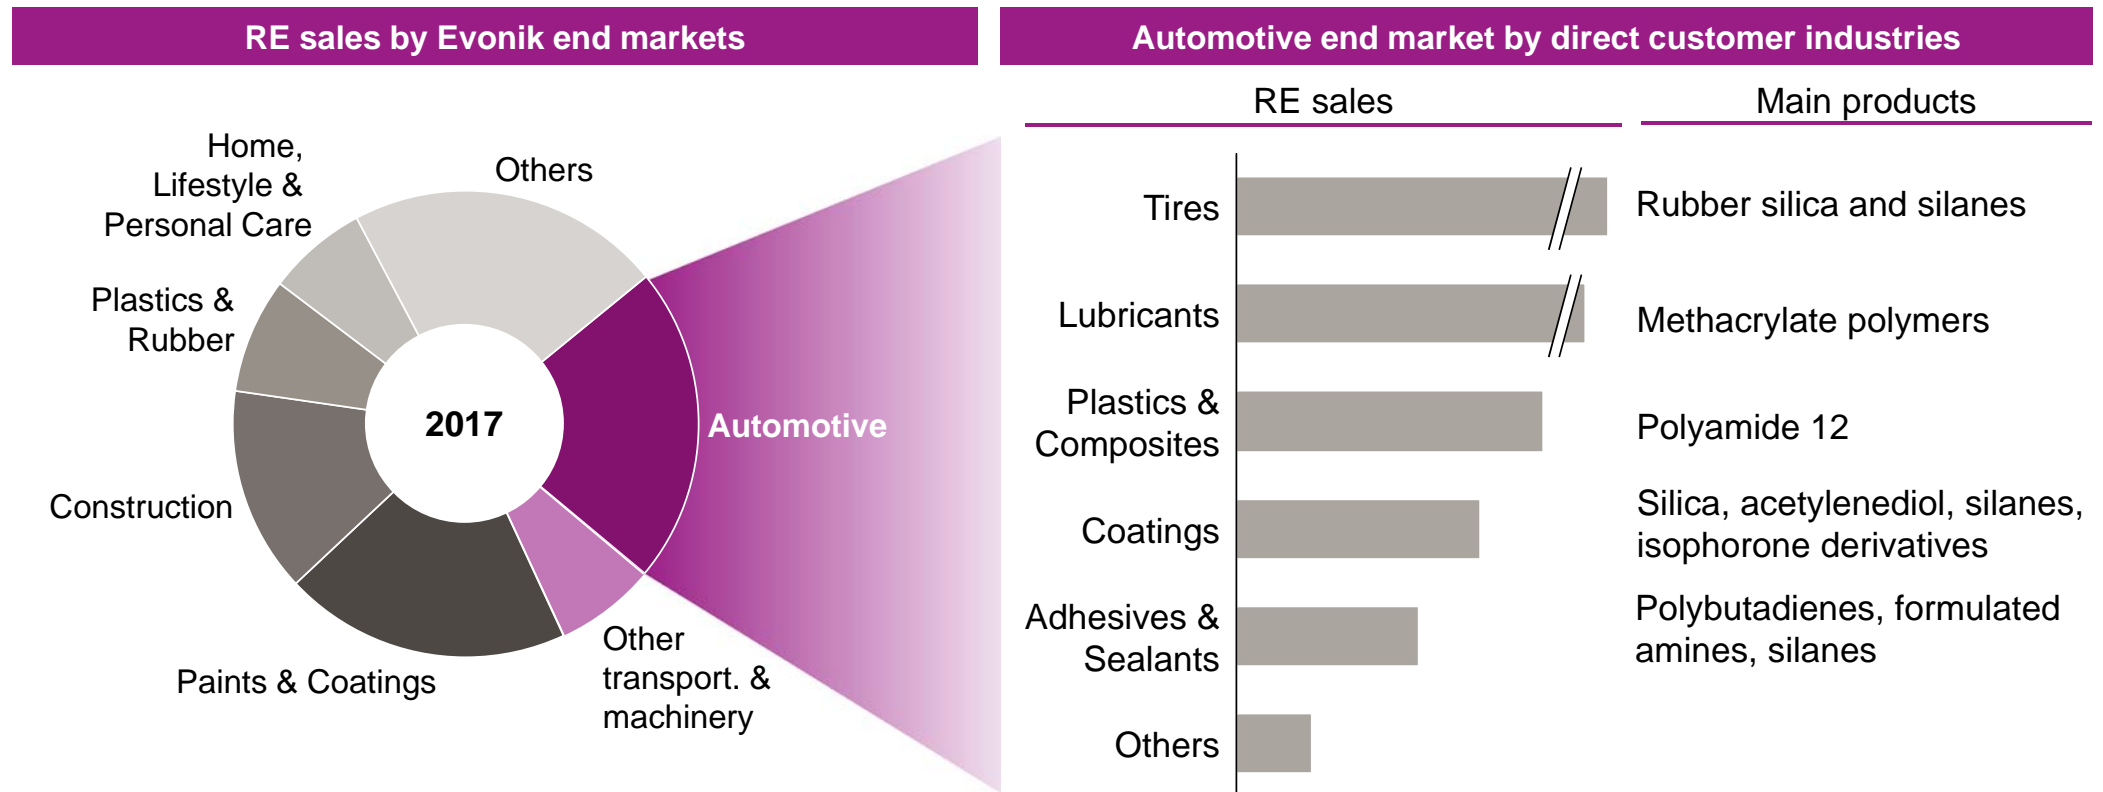 RE sales by Evonik end markets
Home,
Lifestyle &
Personal Care
Others
Plastics &
Rubber
2017
Automotive
Construction
Paints & Coatings
Other
transport. &
machinery
Automotive end market by direct customer industries
RE sales
Main products
Tires
Rubber silica and silanes
Lubricants
Methacrylate polymers
Plastics &
Composites
Polyamide 12
Coatings
Silica, acetylenediol, silanes,
isophorone derivatives
Adhesives &
Sealants
Polybutadienes, formulated
amines, silanes
Others